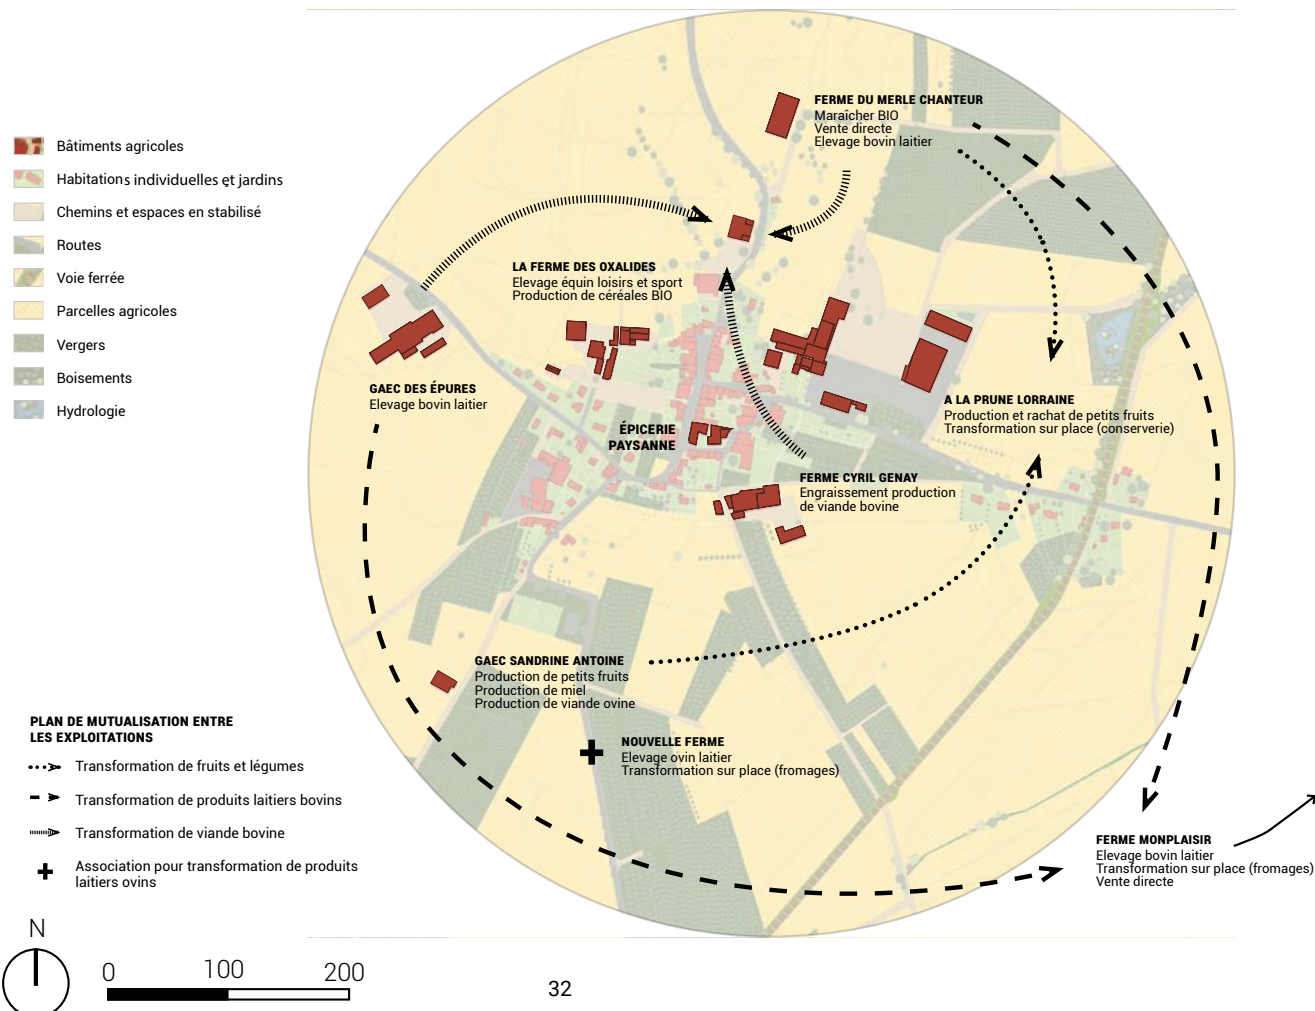 Bâtiments agricoles
Habitations individuelles et jardins
Chemins et espaces en stabilisé
Routes
Voie ferrée
Parcelles agricoles
Vergers
Boisements
Hydrologie
FERME DU MERLE CHANTEUR
Maraîcher BIO
Vente directe
Elevage bovin laitier
LA FERME DES OXALIDES
Elevage équin loisirs et sport
Production de céréales BIO
GAEC DES ÉPURES
Elevage bovin laitier
ÉPICERIE
PAYSANNE
A LA PRUNE LORRAINE
Production et rachat de petits fruits
Transformation sur place (conserverie)
FERME CYRIL GENAY
Engraissement production
de viande bovine
GAEC SANDRINE ANTOINE
Production de petits fruits
Production de miel
Production de viande ovine
NOUVELLE FERME
Elevage ovin laitier
Transformation sur place (fromages)
FERME MONPLAISIR
Elevage bovin laitier
Transformation sur place (fromages)
Vente directe
PLAN DE MUTUALISATION ENTRE
LES EXPLOITATIONS
Transformation de fruits et légumes
Transformation de produits laitiers bovins
Transformation de viande bovine
Association pour transformation de produits
laitiers ovins
N
0 100 200
32